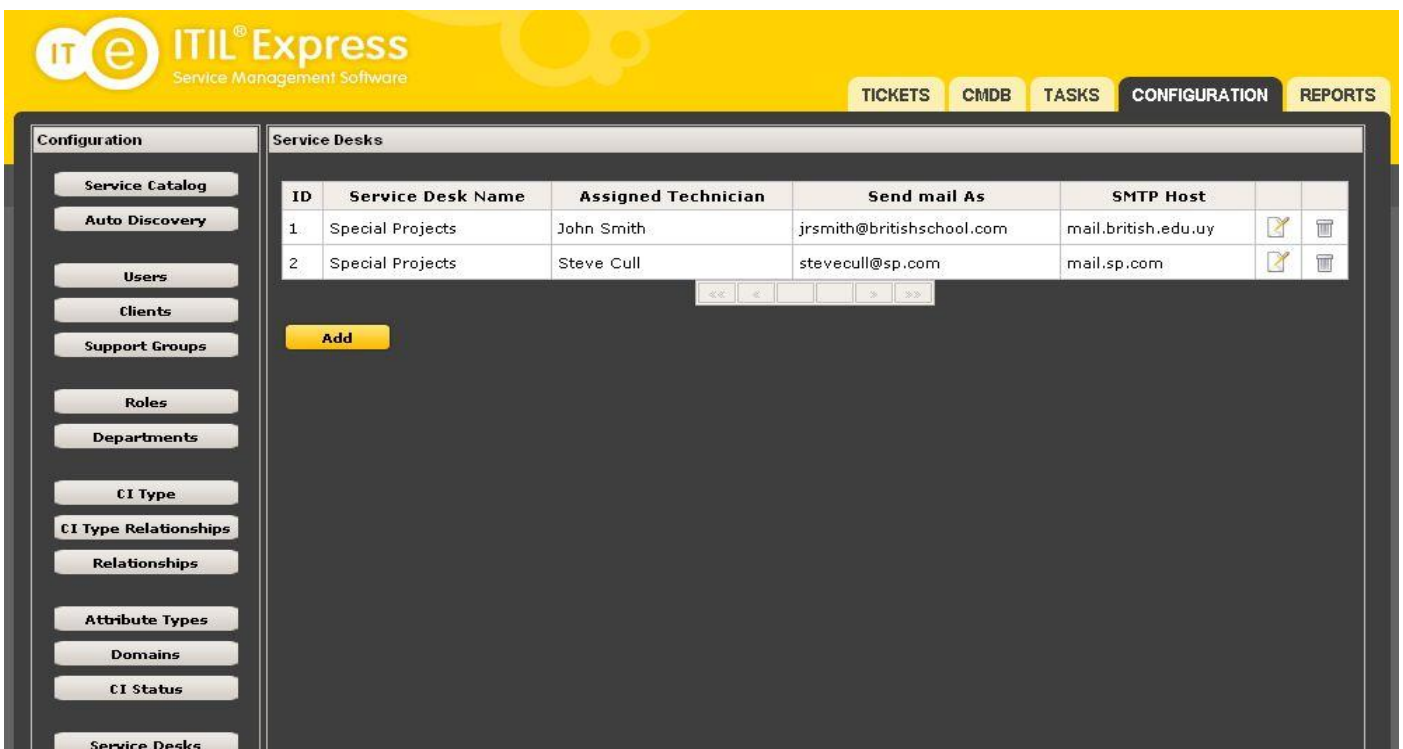 IT e ITIL® Express
Service Management Software
TICKETS CMDB TASKS CONFIGURATION REPORTS
Configuration
Service Catalog
Auto Discovery
Users
Clients
Support Groups
Roles
Departments
CI Type
CI Type Relationships
Relationships
Attribute Types
Domains
CI Status
Service Desks
Service Desks
ID Service Desk Name Assigned Technician Send mail As SMTP Host
1 Special Projects John Smith jrsmith@britishschool.com mail.british.edu.uy
2 Special Projects Steve Cull stevecull@sp.com mail.sp.com
<< < > >>
Add